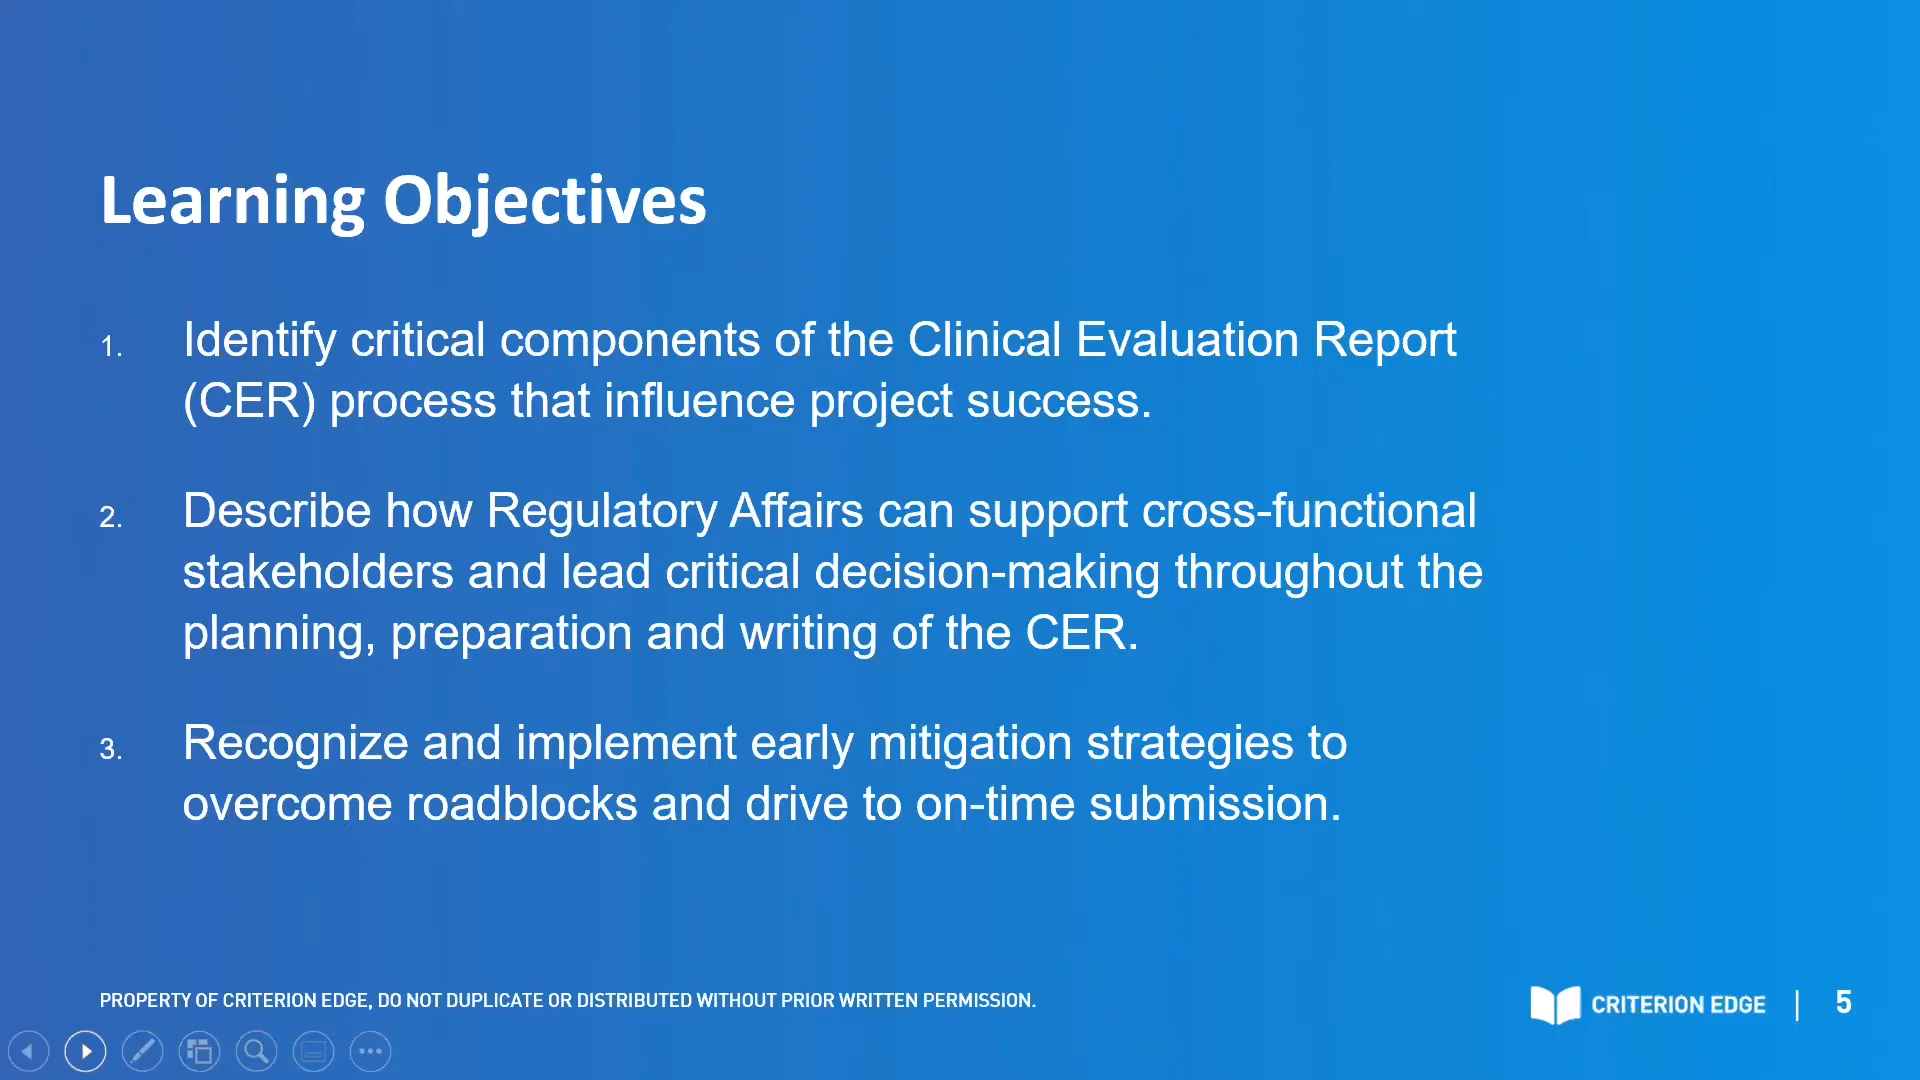 Learning Objectives
1. Identify critical components of the Clinical Evaluation Report
(CER) process that influence project success.
2. Describe how Regulatory Affairs can support cross-functional
stakeholders and lead critical decision-making throughout the
planning, preparation and writing of the CER.
3. Recognize and implement early mitigation strategies to
overcome roadblocks and drive to on-time submission.
PROPERTY OF CRITERION EDGE, DO NOT DUPLICATE OR DISTRIBUTED WITHOUT PRIOR WRITTEN PERMISSION.
CRITERION EDGE | 5